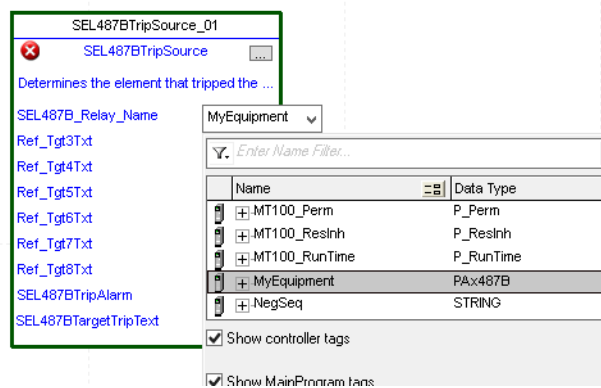 SEL487BTripSource_01
SEL487BTripSource
...
Determines the element that tripped the ...
SEL487B_Relay_Name
MyEquipment
Ref_Tgt3Txt
Enter Name Filter...
Ref_Tgt4Txt
Ref_Tgt5Txt
Ref_Tgt6Txt
Ref_Tgt7Txt
Ref_Tgt8Txt
SEL487BTripAlarm
SEL487BTargetTripText
Name Data Type
MT100_Perm P_Perm
MT100_ResInh P_ResInh
MT100_RunTime P_RunTime
MyEquipment PAx487B
NegSeq STRING
Show controller tags
Show MainProgram tags